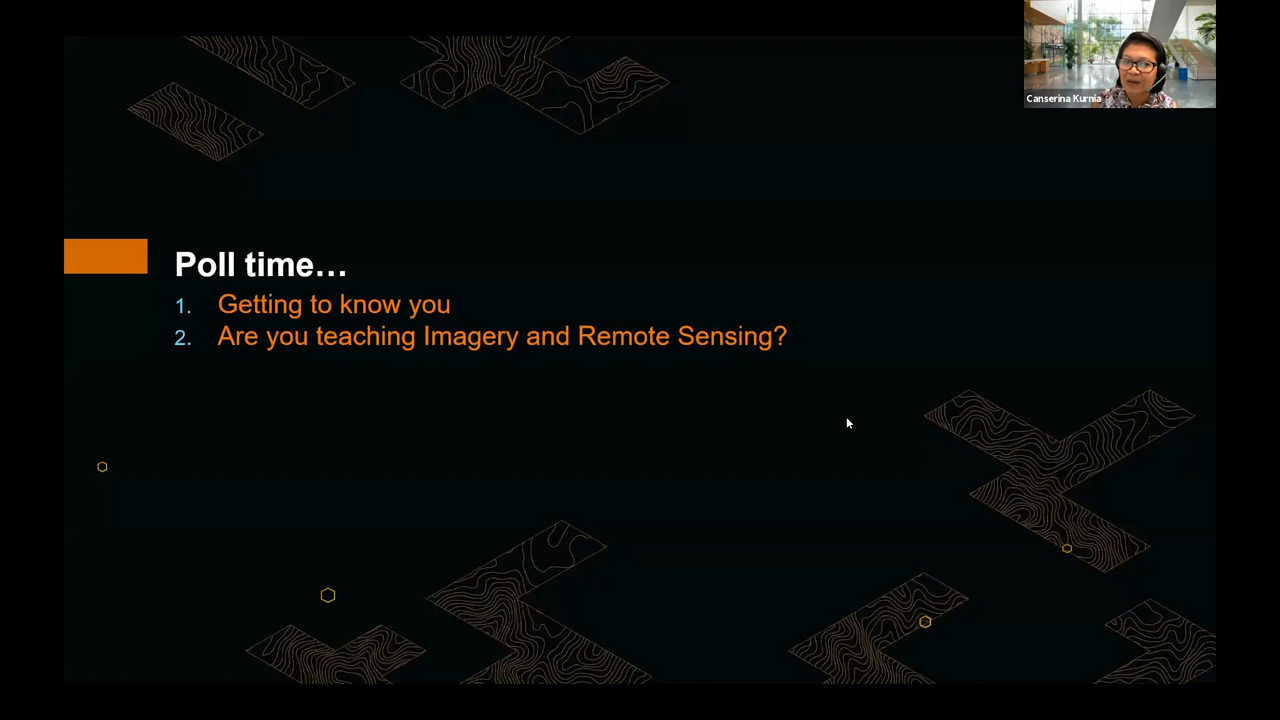 Canserina Kurnia
Poll time…
1. Getting to know you
2. Are you teaching Imagery and Remote Sensing?